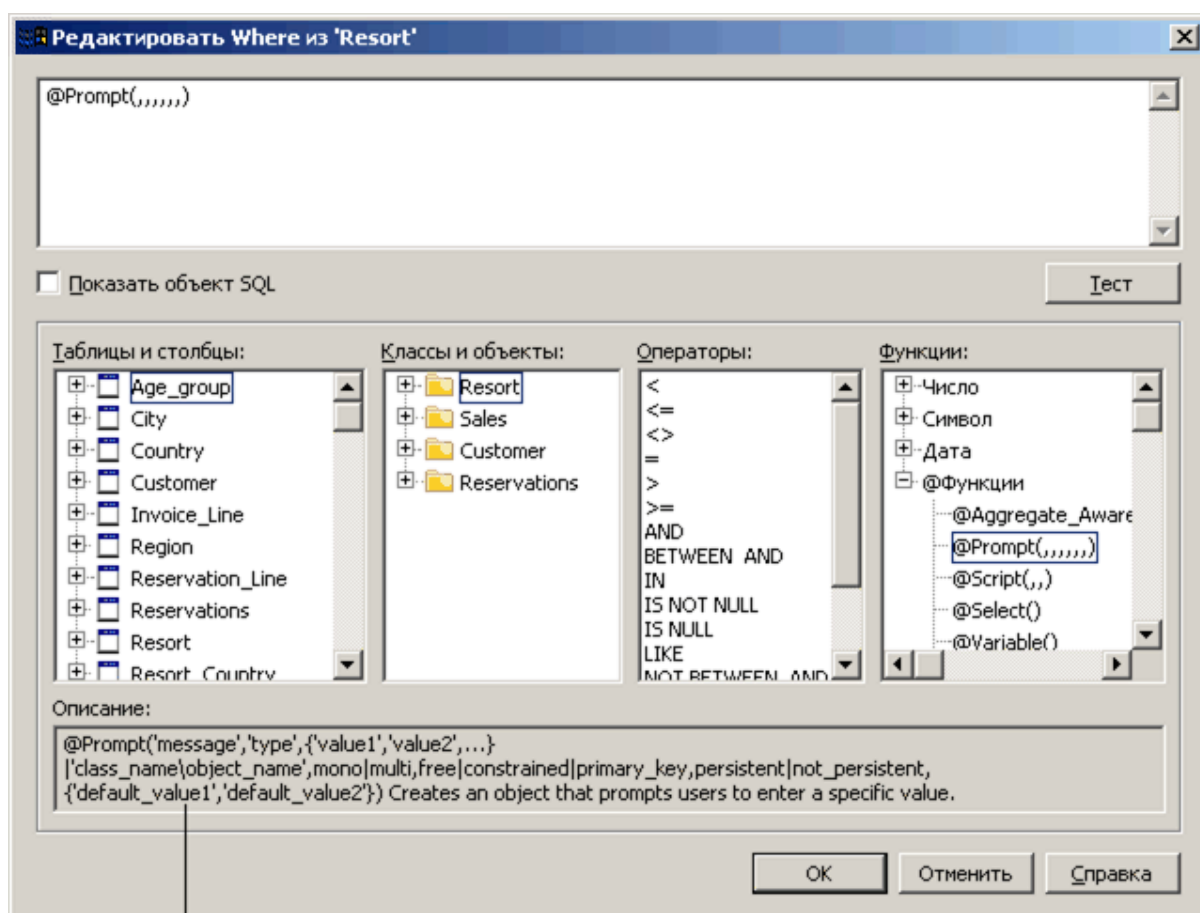 Редактировать Where из 'Resort'
@Prompt(,,,,,,)
Показать объект SQL
Тест
Таблицы и столбцы:
Age_group
City
Country
Customer
Invoice_Line
Region
Reservation_Line
Reservations
Resort
Resort_Country
Классы и объекты:
Resort
Sales
Customer
Reservations
Операторы:
<
<=
<>
=
>
>=
AND
BETWEEN AND
IN
IS NOT NULL
IS NULL
LIKE
NOT BETWEEN AND
Функции:
Число
Символ
Дата
@Функции
@Aggregate_Aware
@Prompt(,,,,,,)
@Script(,,)
@Select()
@Variable()
Описание:
@Prompt('message','type',{'value1','value2',...}
|'class_name\object_name',mono|multi,free|constrained|primary_key,persistent|not_persistent,
{'default_value1','default_value2'}) Creates an object that prompts users to enter a specific value.
OK
Отменить
Справка